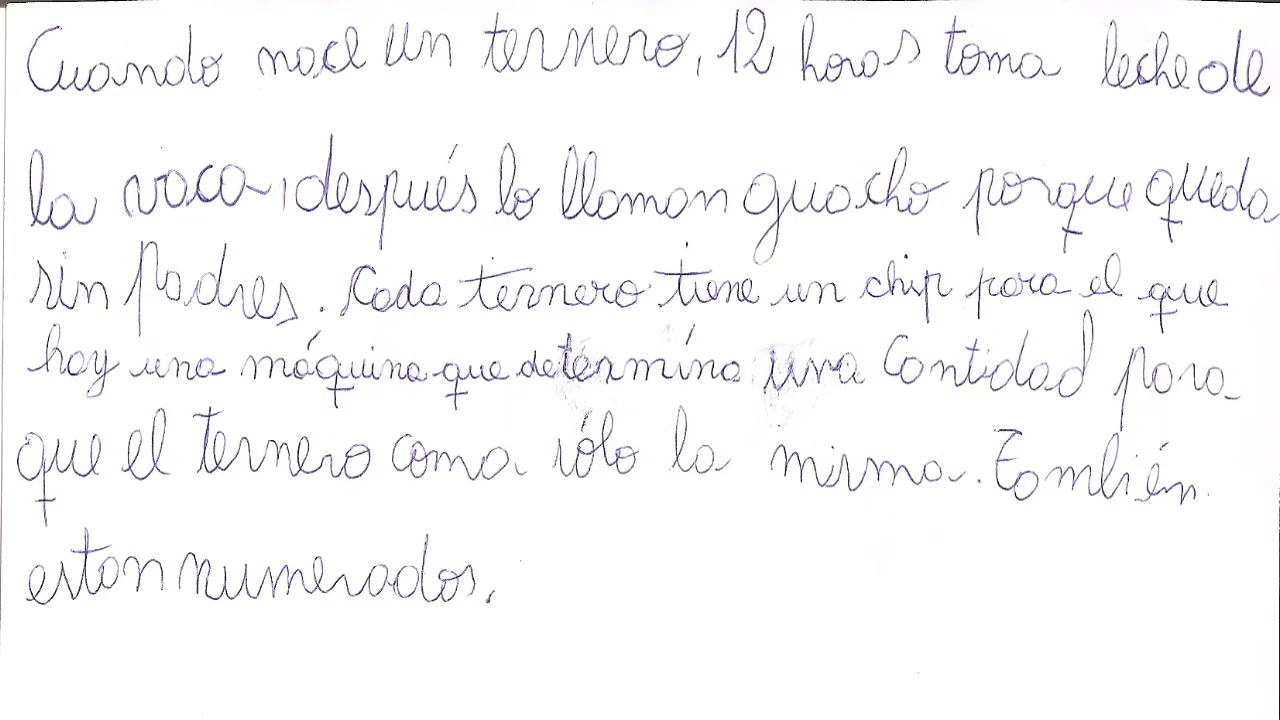 Cuando nace un ternero, 12 horas toma leche de
la vaca, después lo llaman guacho porque queda
sin padres. Cada ternero tiene un chip para el que
hay una máquina que determína una cantidad para
que el ternero coma sólo la misma. También
estan numerados.